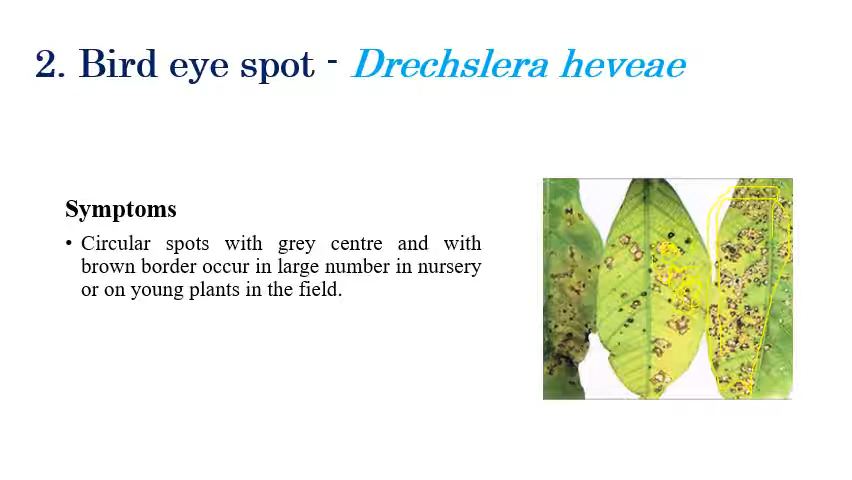 2. Bird eye spot - Drechslera heveae
Symptoms
• Circular spots with grey centre and with
brown border occur in large number in nursery
or on young plants in the field.